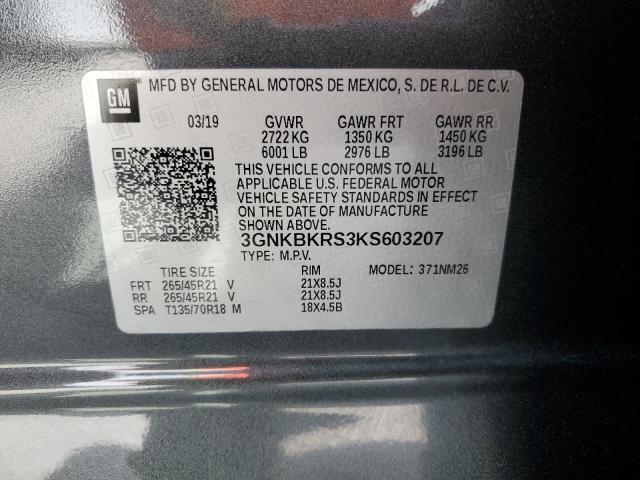 GM MFD BY GENERAL MOTORS DE MEXICO, S. DE R.L. DE C.V.
03/19 GVWR GAWR FRT GAWR RR
2722 KG 1350 KG 1450 KG
6001 LB 2976 LB 3196 LB
THIS VEHICLE CONFORMS TO ALL
APPLICABLE U.S. FEDERAL MOTOR
VEHICLE SAFETY STANDARDS IN EFFECT
ON THE DATE OF MANUFACTURE
SHOWN ABOVE.
3GNKBKRS3KS603207
TYPE: M.P.V. MODEL: 371NM26
TIRE SIZE RIM
FRT 265/45R21 V 21X8.5J
RR 265/45R21 V 21X8.5J
SPA T135/70R18 M 18X4.5B